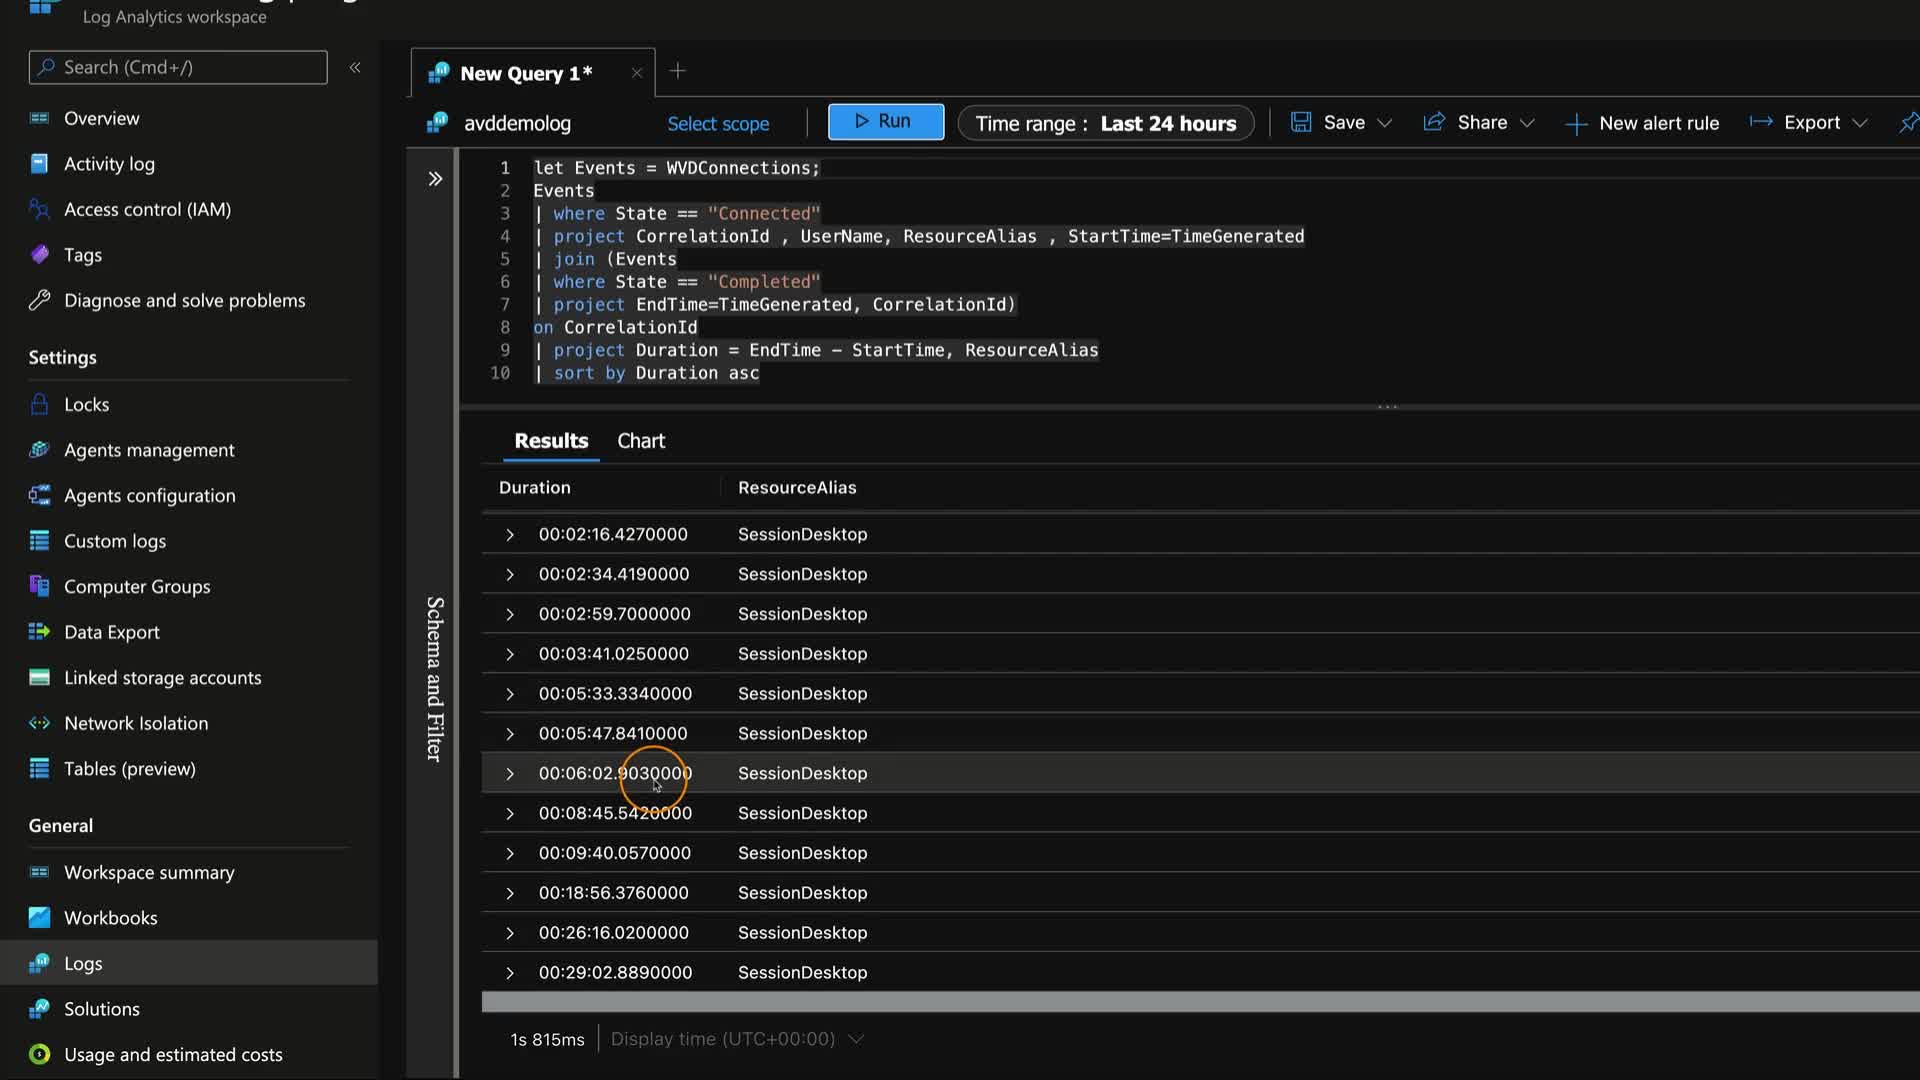 Log Analytics workspace
Search (Cmd+/)
«
Overview
Activity log
Access control (IAM)
Tags
Diagnose and solve problems
Settings
Locks
Agents management
Agents configuration
Custom logs
Computer Groups
Data Export
Linked storage accounts
Network Isolation
Tables (preview)
General
Workspace summary
Workbooks
Logs
Solutions
Usage and estimated costs
New Query 1*
avddemolog
Select scope
Run
Time range : Last 24 hours
Save
Share
New alert rule
Export
Schema and Filter
1 let Events = WVDConnections;
2 Events
3 | where State == "Connected"
4 | project CorrelationId , UserName, ResourceAlias , StartTime=TimeGenerated
5 | join (Events
6 | where State == "Completed"
7 | project EndTime=TimeGenerated, CorrelationId)
8 on CorrelationId
9 | project Duration = EndTime - StartTime, ResourceAlias
10 | sort by Duration asc
Results Chart
Duration ResourceAlias
00:02:16.4270000 SessionDesktop
00:02:34.4190000 SessionDesktop
00:02:59.7000000 SessionDesktop
00:03:41.0250000 SessionDesktop
00:05:33.3340000 SessionDesktop
00:05:47.8410000 SessionDesktop
00:06:02.9030000 SessionDesktop
00:08:45.5420000 SessionDesktop
00:09:40.0570000 SessionDesktop
00:18:56.3760000 SessionDesktop
00:26:16.0200000 SessionDesktop
00:29:02.8890000 SessionDesktop
1s 815ms
Display time (UTC+00:00)